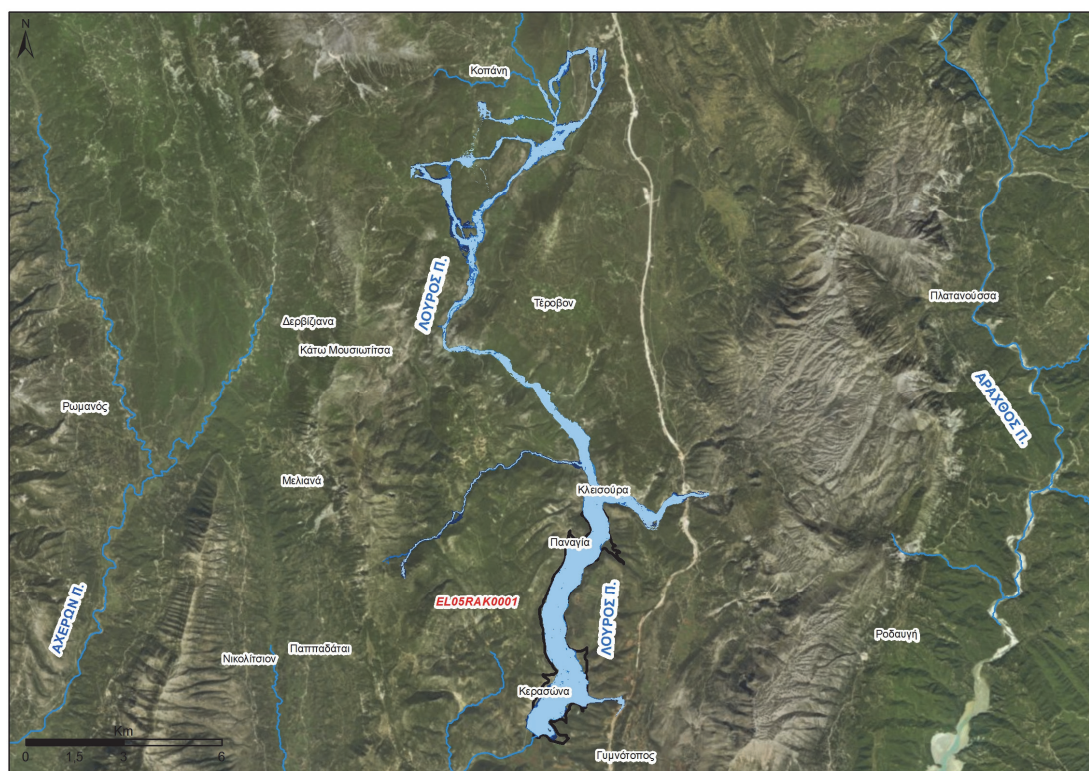 N
Κοπάνη
ΛΟΥΡΟΣ Π.
Τέροβον
Πλατανούσσα
Δερβίζιανα
Κάτω Μουσιωτίτσα
Ρωμανός
ΑΡΑΧΘΟΣ Π.
Μελιανά
Κλεισούρα
Παναγία
EL05RAK0001
ΛΟΥΡΟΣ Π.
ΑΧΕΡΩΝ Π.
Ροδαυγή
Παππαδάται
Νικολίτσιον
Κερασώνα
Km
0 1,5 3 6
Γυμνότοπος